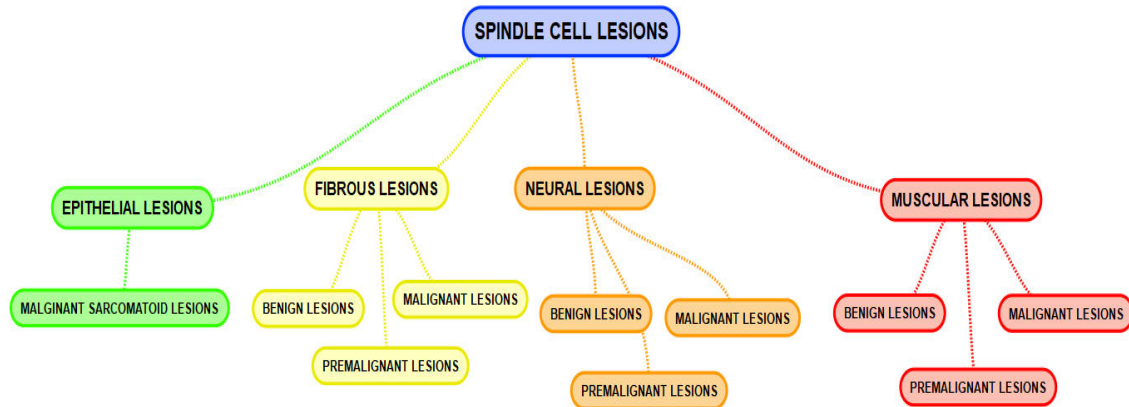 SPINDLE CELL LESIONS
EPITHELIAL LESIONS
FIBROUS LESIONS
NEURAL LESIONS
MUSCULAR LESIONS
MALGINANT SARCOMATOID LESIONS
BENIGN LESIONS
MALIGNANT LESIONS
PREMALIGNANT LESIONS
BENIGN LESIONS
MALIGNANT LESIONS
PREMALIGNANT LESIONS
BENIGN LESIONS
MALIGNANT LESIONS
PREMALIGNANT LESIONS